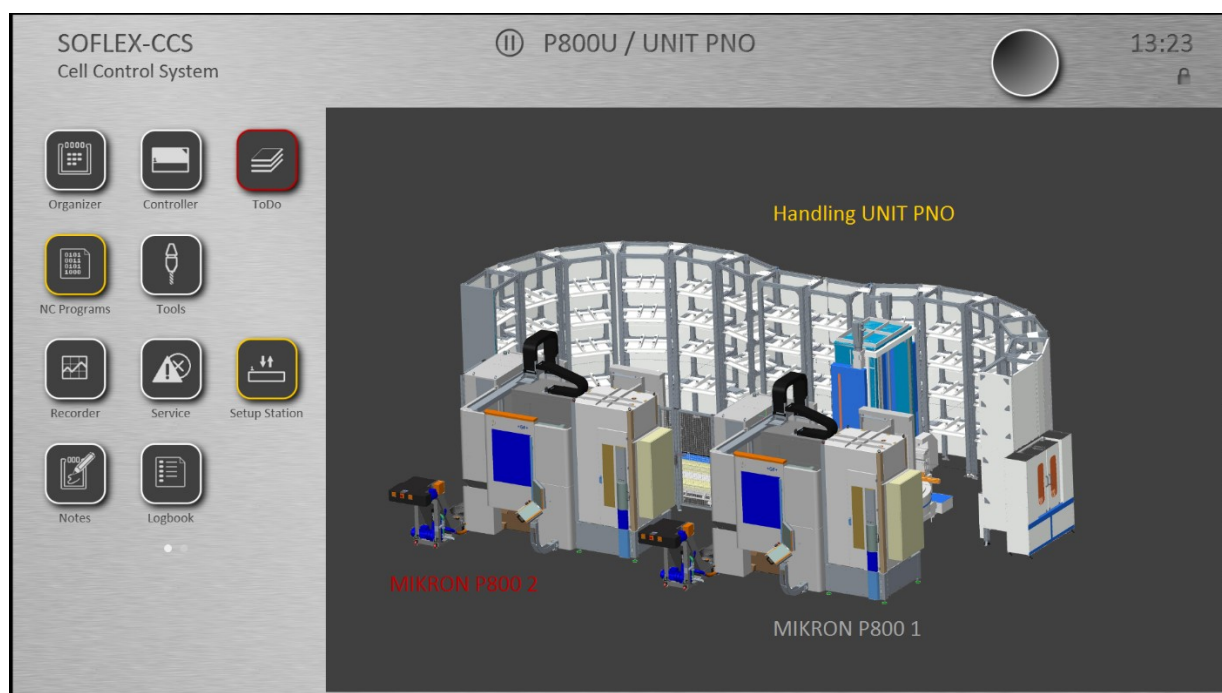 SOFLEX-CCS
Cell Control System
P800U / UNIT PNO
13:23
Organizer
Controller
ToDo
NC Programs
Tools
Recorder
Service
Setup Station
Notes
Logbook
Handling UNIT PNO
MIKRON P800 2
MIKRON P800 1